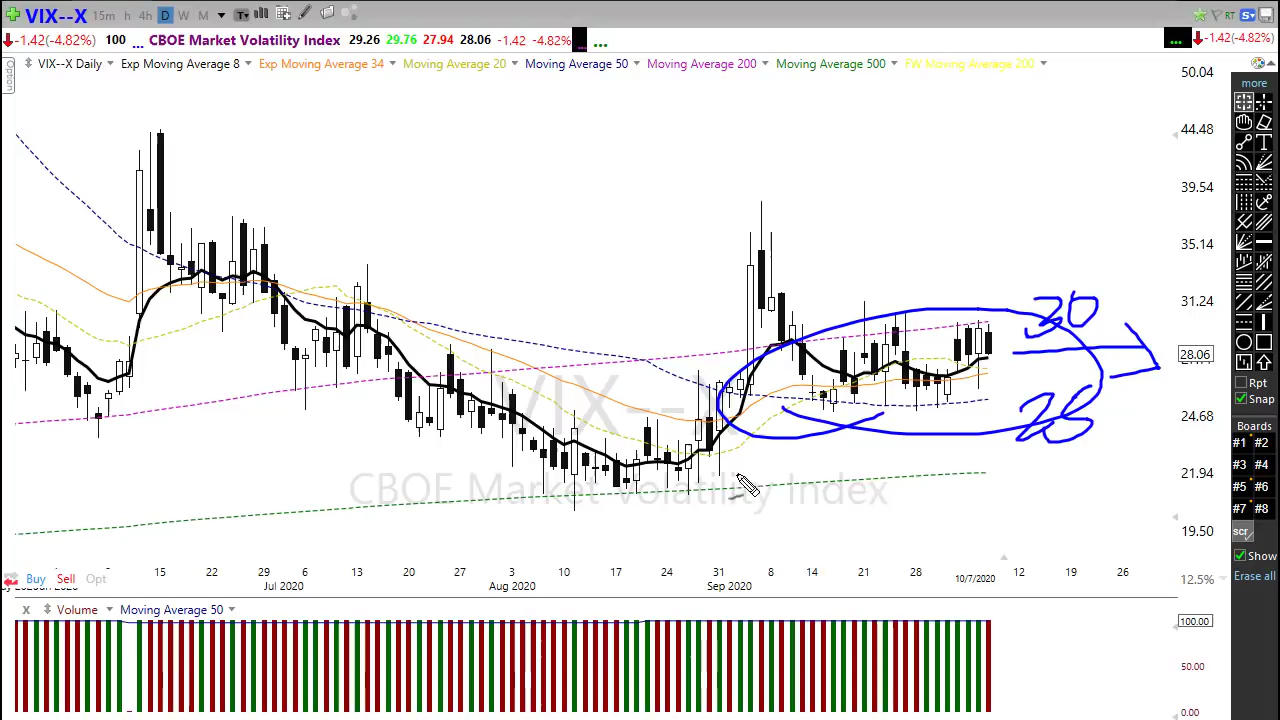 VIX--X 15m h 4h D W M T RT S
-1.42(-4.82%) 100 ... CBOE Market Volatility Index 29.26 29.76 27.94 28.06 -1.42 -4.82% ... ... -1.42(-4.82%)
Option
VIX--X Daily Exp Moving Average 8 Exp Moving Average 34 Moving Average 20 Moving Average 50 Moving Average 200 Moving Average 500 FW Moving Average 200
50.04
44.48
39.54
35.14
31.24
28.06
24.68
21.94
19.50
12.5%
30
VIX--X
CBOE Market Volatility Index
15 22 29 6 13 20 27 3 10 17 24 31 8 14 21 28 10/7/2020 12 19 26
Jul 2020 Aug 2020 Sep 2020
Buy Sell Opt
X Volume Moving Average 50
100.00
50.00
0.00
more
T
Rpt
Snap
Boards
#1 #2
#3 #4
#5 #6
#7 #8
scr
Show
Erase all